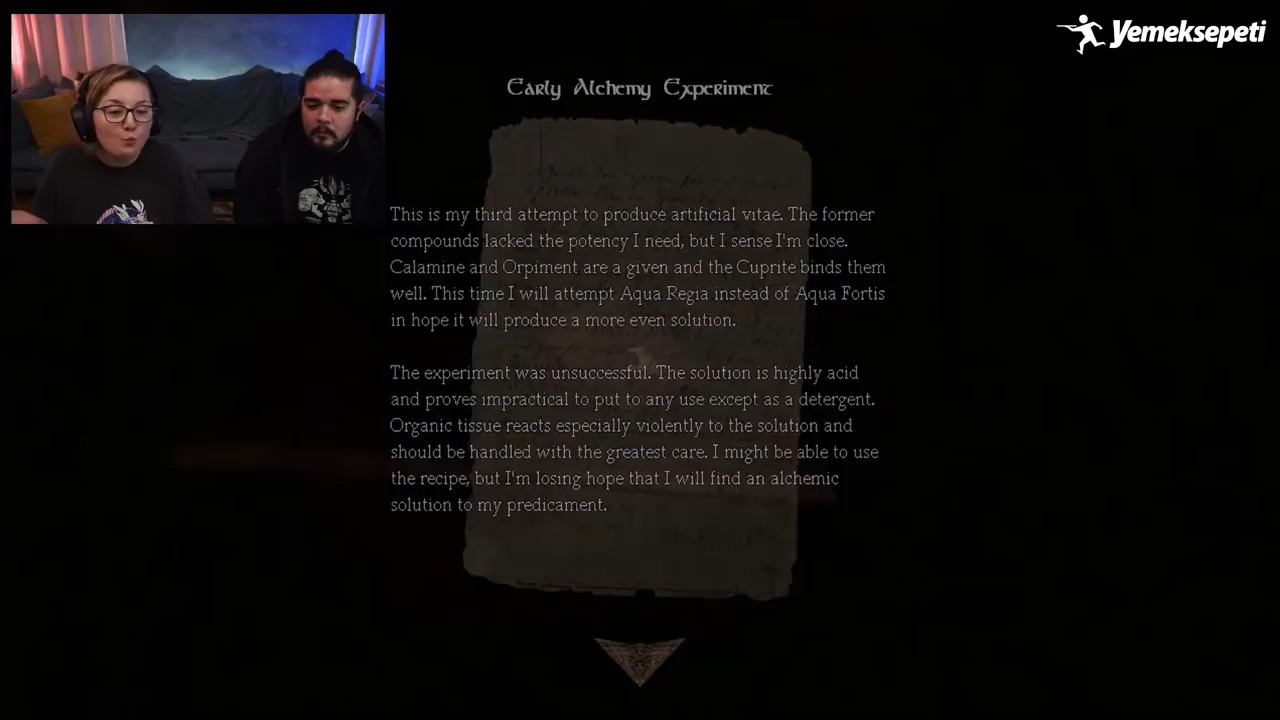 Yemeksepeti
Early Alchemy Experiment
This is my third attempt to produce artificial vitae. The former
compounds lacked the potency I need, but I sense I'm close.
Calamine and Orpiment are a given and the Cuprite binds them
well. This time I will attempt Aqua Regia instead of Aqua Fortis
in hope it will produce a more even solution.
The experiment was unsuccessful. The solution is highly acid
and proves impractical to put to any use except as a detergent.
Organic tissue reacts especially violently to the solution and
should be handled with the greatest care. I might be able to use
the recipe, but I'm losing hope that I will find an alchemic
solution to my predicament.